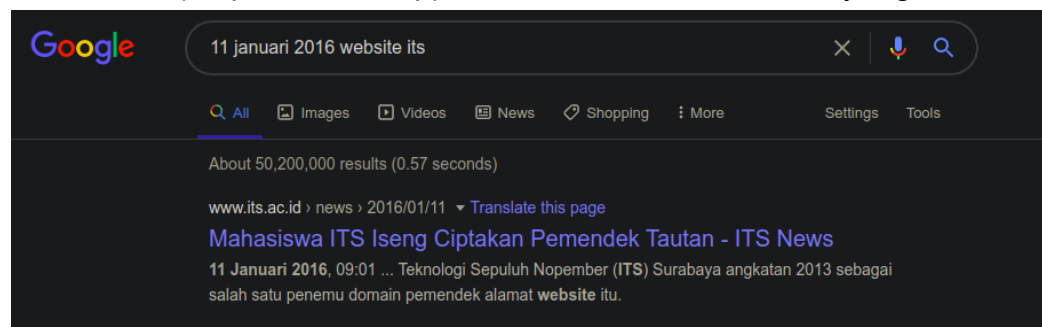 Google
11 januari 2016 website its
All Images Videos News Shopping More Settings Tools
About 50,200,000 results (0.57 seconds)
www.its.ac.id › news › 2016/01/11 Translate this page
Mahasiswa ITS Iseng Ciptakan Pemendek Tautan - ITS News
11 Januari 2016, 09:01 ... Teknologi Sepuluh Nopember (ITS) Surabaya angkatan 2013 sebagai
salah satu penemu domain pemendek alamat website itu.